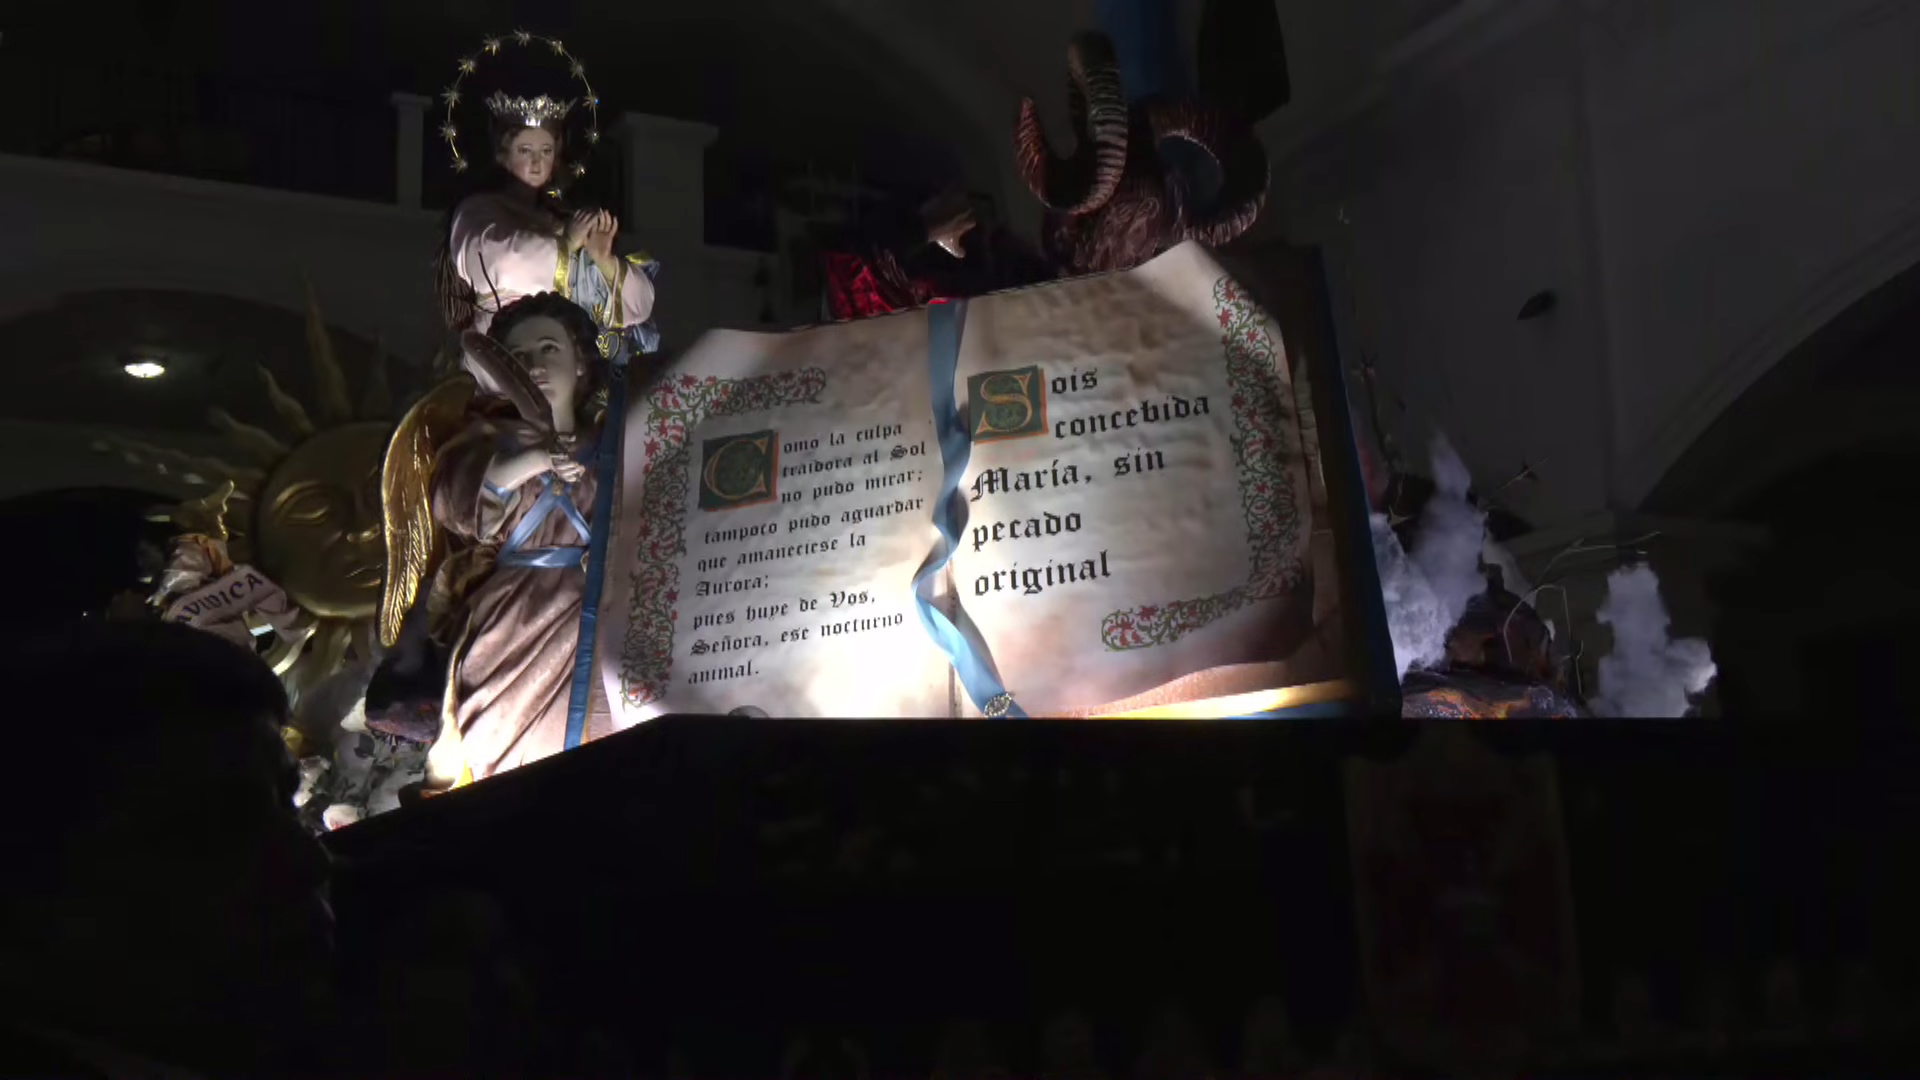 Como la culpa
traidora al Sol
no pudo mirar;
tampoco pudo aguardar
que amaneciese la
Aurora;
pues huye de Vos,
Señora, ese nocturno
animal.
Sois
concebida
María, sin
pecado
original